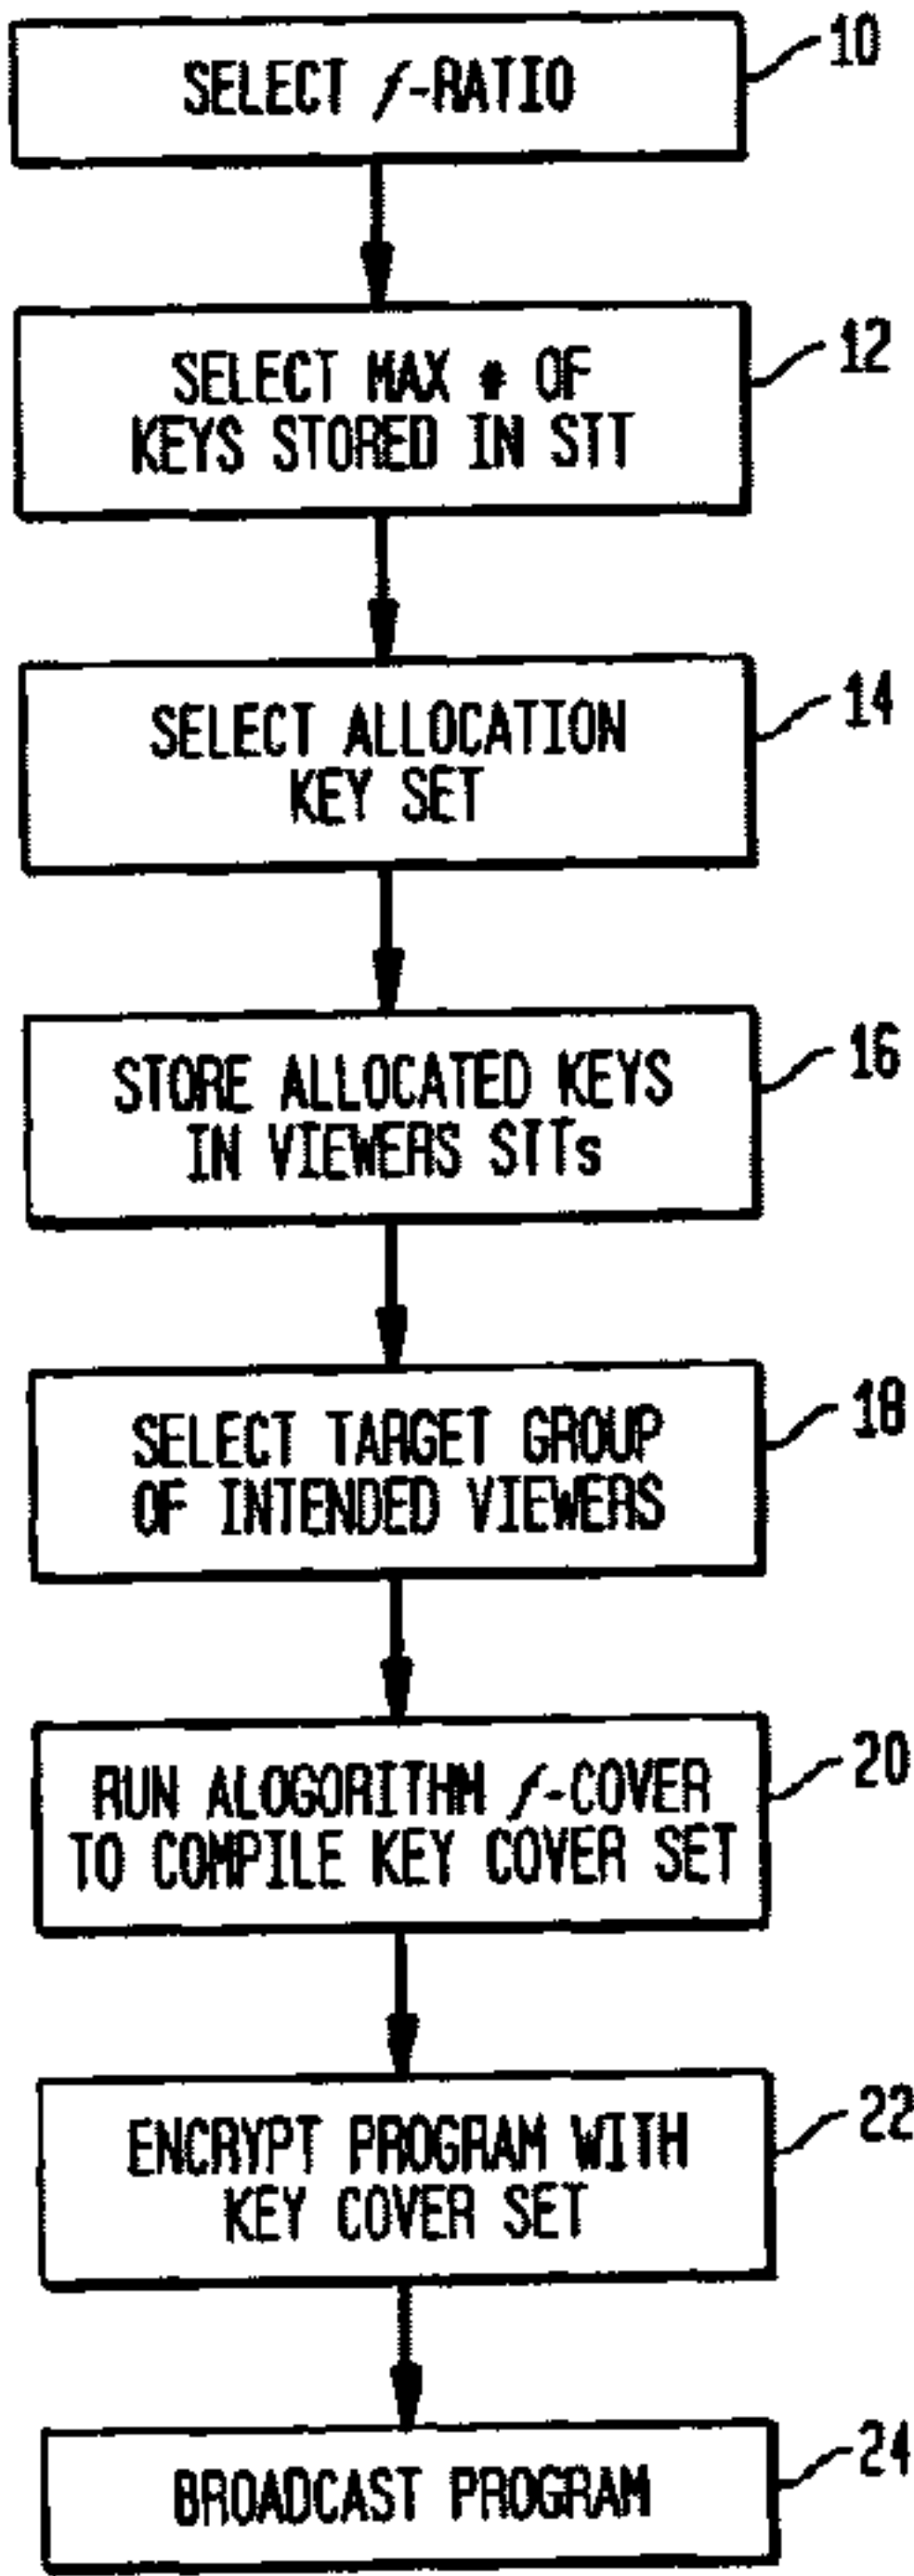 SELECT f-RATIO
10
SELECT MAX # OF
KEYS STORED IN STT
12
SELECT ALLOCATION
KEY SET
14
STORE ALLOCATED KEYS
IN VIEWERS STTs
16
SELECT TARGET GROUP
OF INTENDED VIEWERS
18
RUN ALOGORITHM f-COVER
TO COMPILE KEY COVER SET
20
ENCRYPT PROGRAM WITH
KEY COVER SET
22
BROADCAST PROGRAM
24